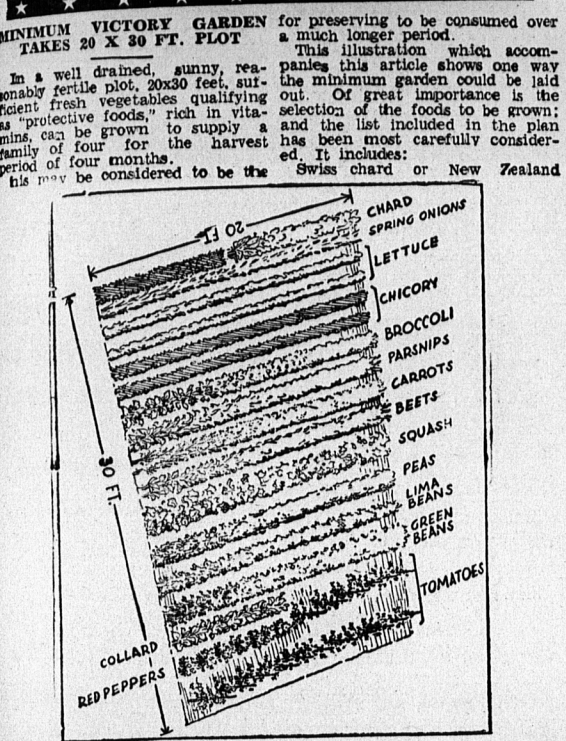 MINIMUM VICTORY GARDEN
TAKES 20 X 30 FT. PLOT
In a well drained, sunny, rea-
sonably fertile plot, 20x30 feet, suf-
ficient fresh vegetables qualifying
as "protective foods," rich in vita-
mins, can be grown to supply a
family of four for the harvest
period of four months.
his may be considered to be the
for preserving to be consumed over
a much longer period.
This illustration which accom-
panies this article shows one way
the minimum garden could be laid
out. Of great importance is the
selection of the foods to be grown;
and the list included in the plan
has been most carefully consider-
ed. It includes:
Swiss chard or New Zealand
20 FT.
CHARD
SPRING ONIONS
LETTUCE
CHICORY
BROCCOLI
PARSNIPS
CARROTS
BEETS
SQUASH
PEAS
LIMA
BEANS
GREEN
BEANS
TOMATOES
30 FT.
COLLARD
RED PEPPERS